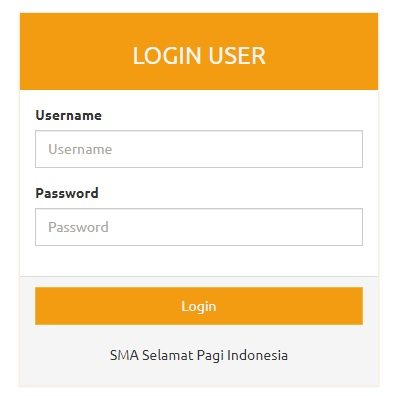 LOGIN USER
Username
Username
Password
Password
Login
SMA Selamat Pagi Indonesia